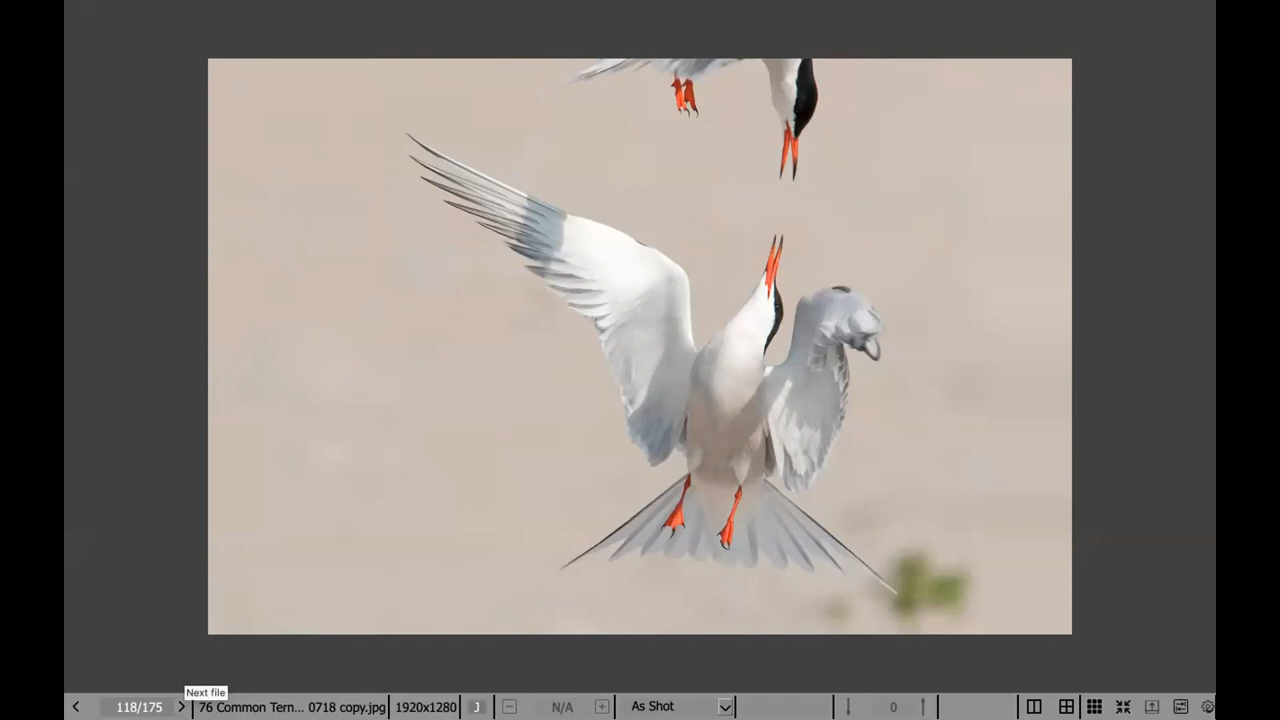 Next file
118/175
76 Common Tern... 0718 copy.jpg
1920x1280
J
N/A
As Shot
0